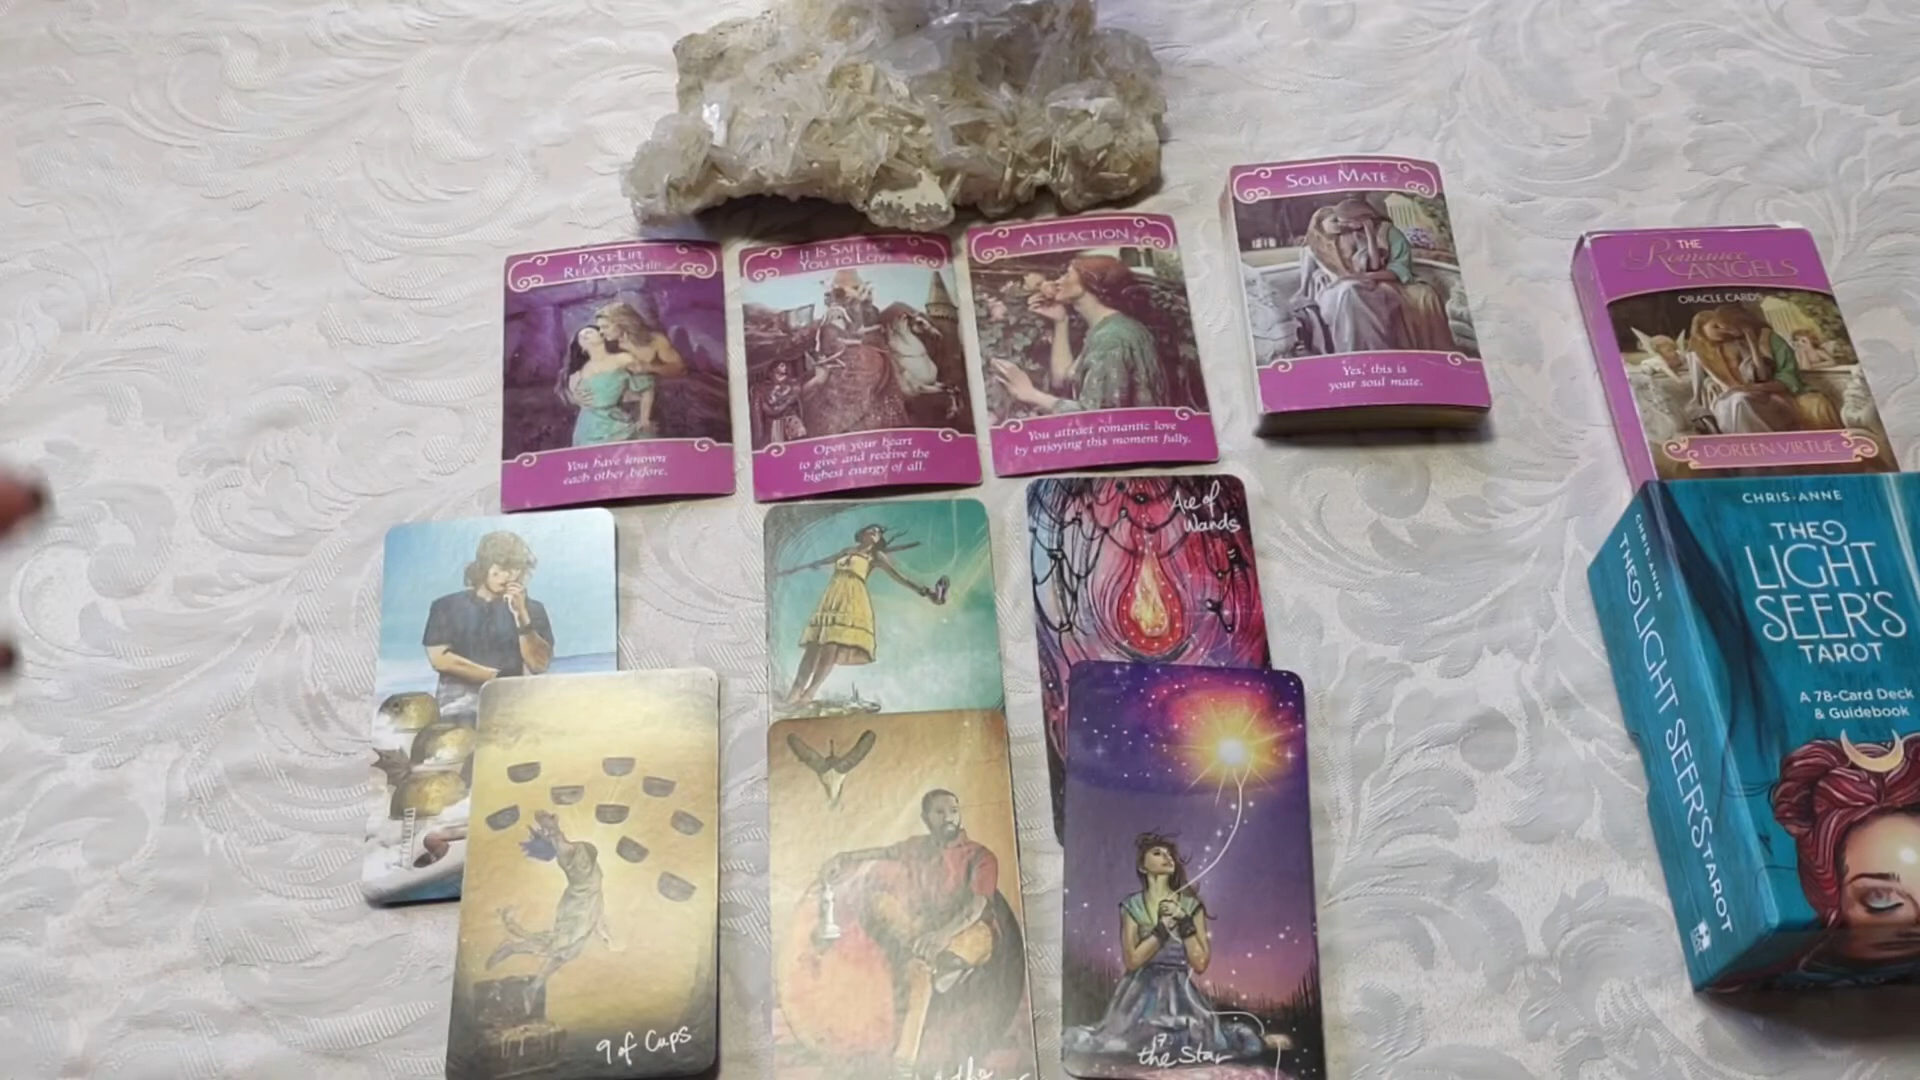 PAST-LIFE
RELATIONSHIP
You have known
each other before.
IT IS SAFE FOR
YOU TO LOVE
Open your heart
to give and receive the
highest energy of all.
ATTRACTION
You attract romantic love
by enjoying this moment fully.
SOUL MATE
Yes, this is
your soul mate.
THE
Romance
ANGELS
ORACLE CARDS
DOREEN VIRTUE
Ace of
Wands
9 of Cups
the
17
the Star
CHRIS-ANNE
THE LIGHT SEER'S TAROT
CHRIS-ANNE
THE
LIGHT
SEER'S
TAROT
A 78-Card Deck
& Guidebook